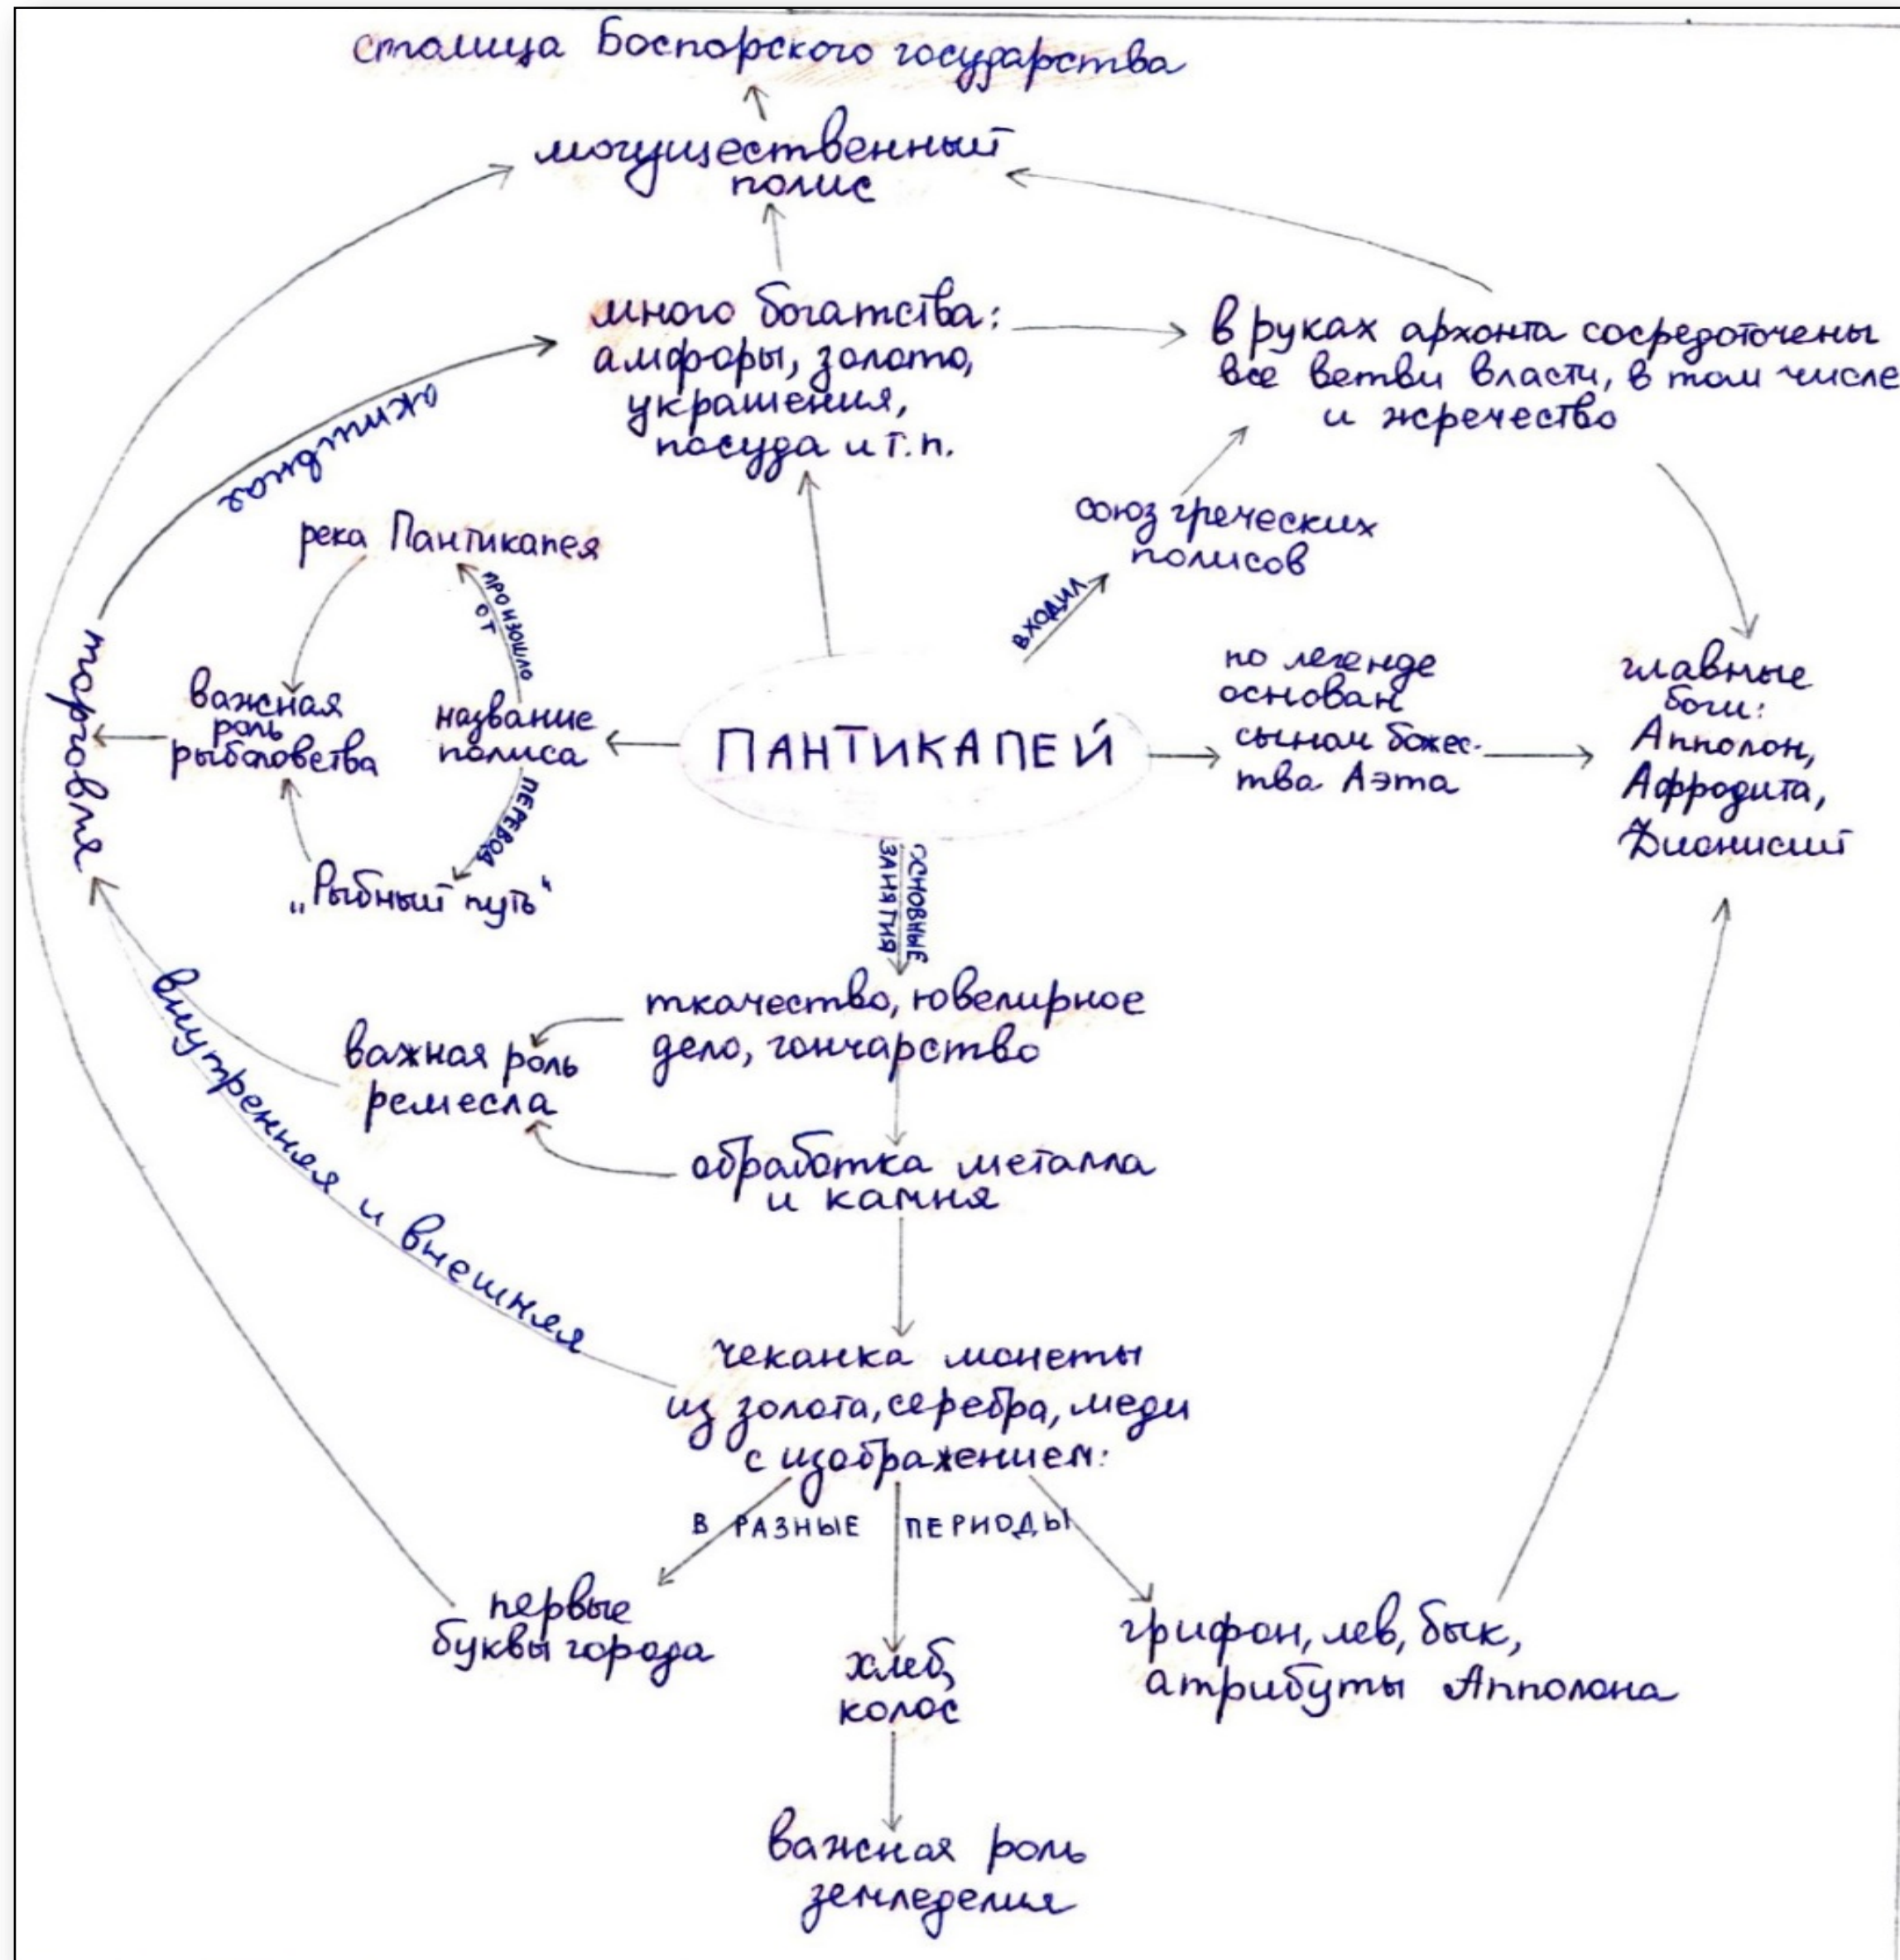 столица Боспорского государства
могущественный
полис
много богатства:
амфоры, золото,
украшения,
посуда и т.п.
в руках архонта сосредоточены
все ветви власти, в том числе
и жречество
активная
река Пантикапея
произошло
от
союз греческих
полисов
входил
торговля
важная
роль
рыболовства
название
полиса
ПАНТИКАПЕЙ
по легенде
основан
сыном божес-
тва Аэта
главные
боги:
Апполон,
Афродита,
Дионисий
перевод
„Рыбный путь“
основные
занятия
ткачество, ювелирное
дело, гончарство
важная роль
ремесла
обработка металла
и камня
внутренняя и внешняя
чеканка монеты
из золота, серебра, меди
с изображением:
В РАЗНЫЕ ПЕРИОДЫ
первые
буквы города
хлеб,
колос
грифон, лев, бык,
атрибуты Апполона
важная роль
земледелия